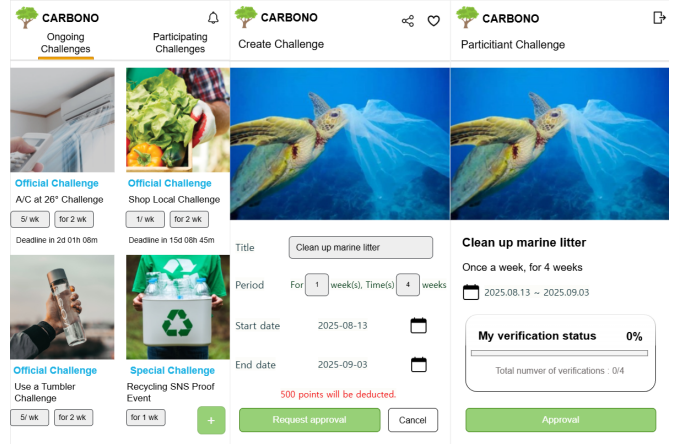 CARBONO
Ongoing
Challenges
Participating
Challenges
Official Challenge
A/C at 26° Challenge
5/ wk
for 2 wk
Deadline in 2d 01h 08m
Official Challenge
Shop Local Challenge
1/ wk
for 2 wk
Deadline in 15d 08h 45m
Official Challenge
Use a Tumbler
Challenge
5/ wk
for 2 wk
Special Challenge
Recycling SNS Proof
Event
for 1 wk
+
CARBONO
Create Challenge
Title
Clean up marine litter
Period
For 1 week(s), Time(s) 4 weeks
Start date
2025-08-13
End date
2025-09-03
500 points will be deducted.
Request approval
Cancel
CARBONO
Particitiant Challenge
Clean up marine litter
Once a week, for 4 weeks
2025.08.13 ~ 2025.09.03
My verification status
0%
Total numver of verifications : 0/4
Approval